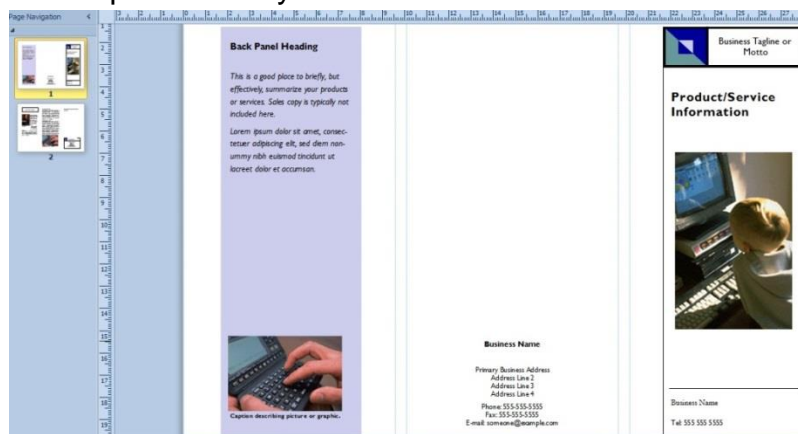 Page Navigation
1
2
Back Panel Heading
This is a good place to briefly, but
effectively, summarize your products
or services. Sales copy is typically not
included here.
Lorem ipsum dolor sit amet, consec-
tetuer adipiscing elit, sed diem non-
ummy nibh euismod tincidunt ut
lacreet dolor et accumsan.
Caption describing picture or graphic.
Business Name
Primary Business Address
Address Line 2
Address Line 3
Address Line 4
Phone: 555-555-5555
Fax: 555-555-5555
E-mail: someone@example.com
Business Tagline or
Motto
Product/Service
Information
Business Name
Tel: 555 555 5555